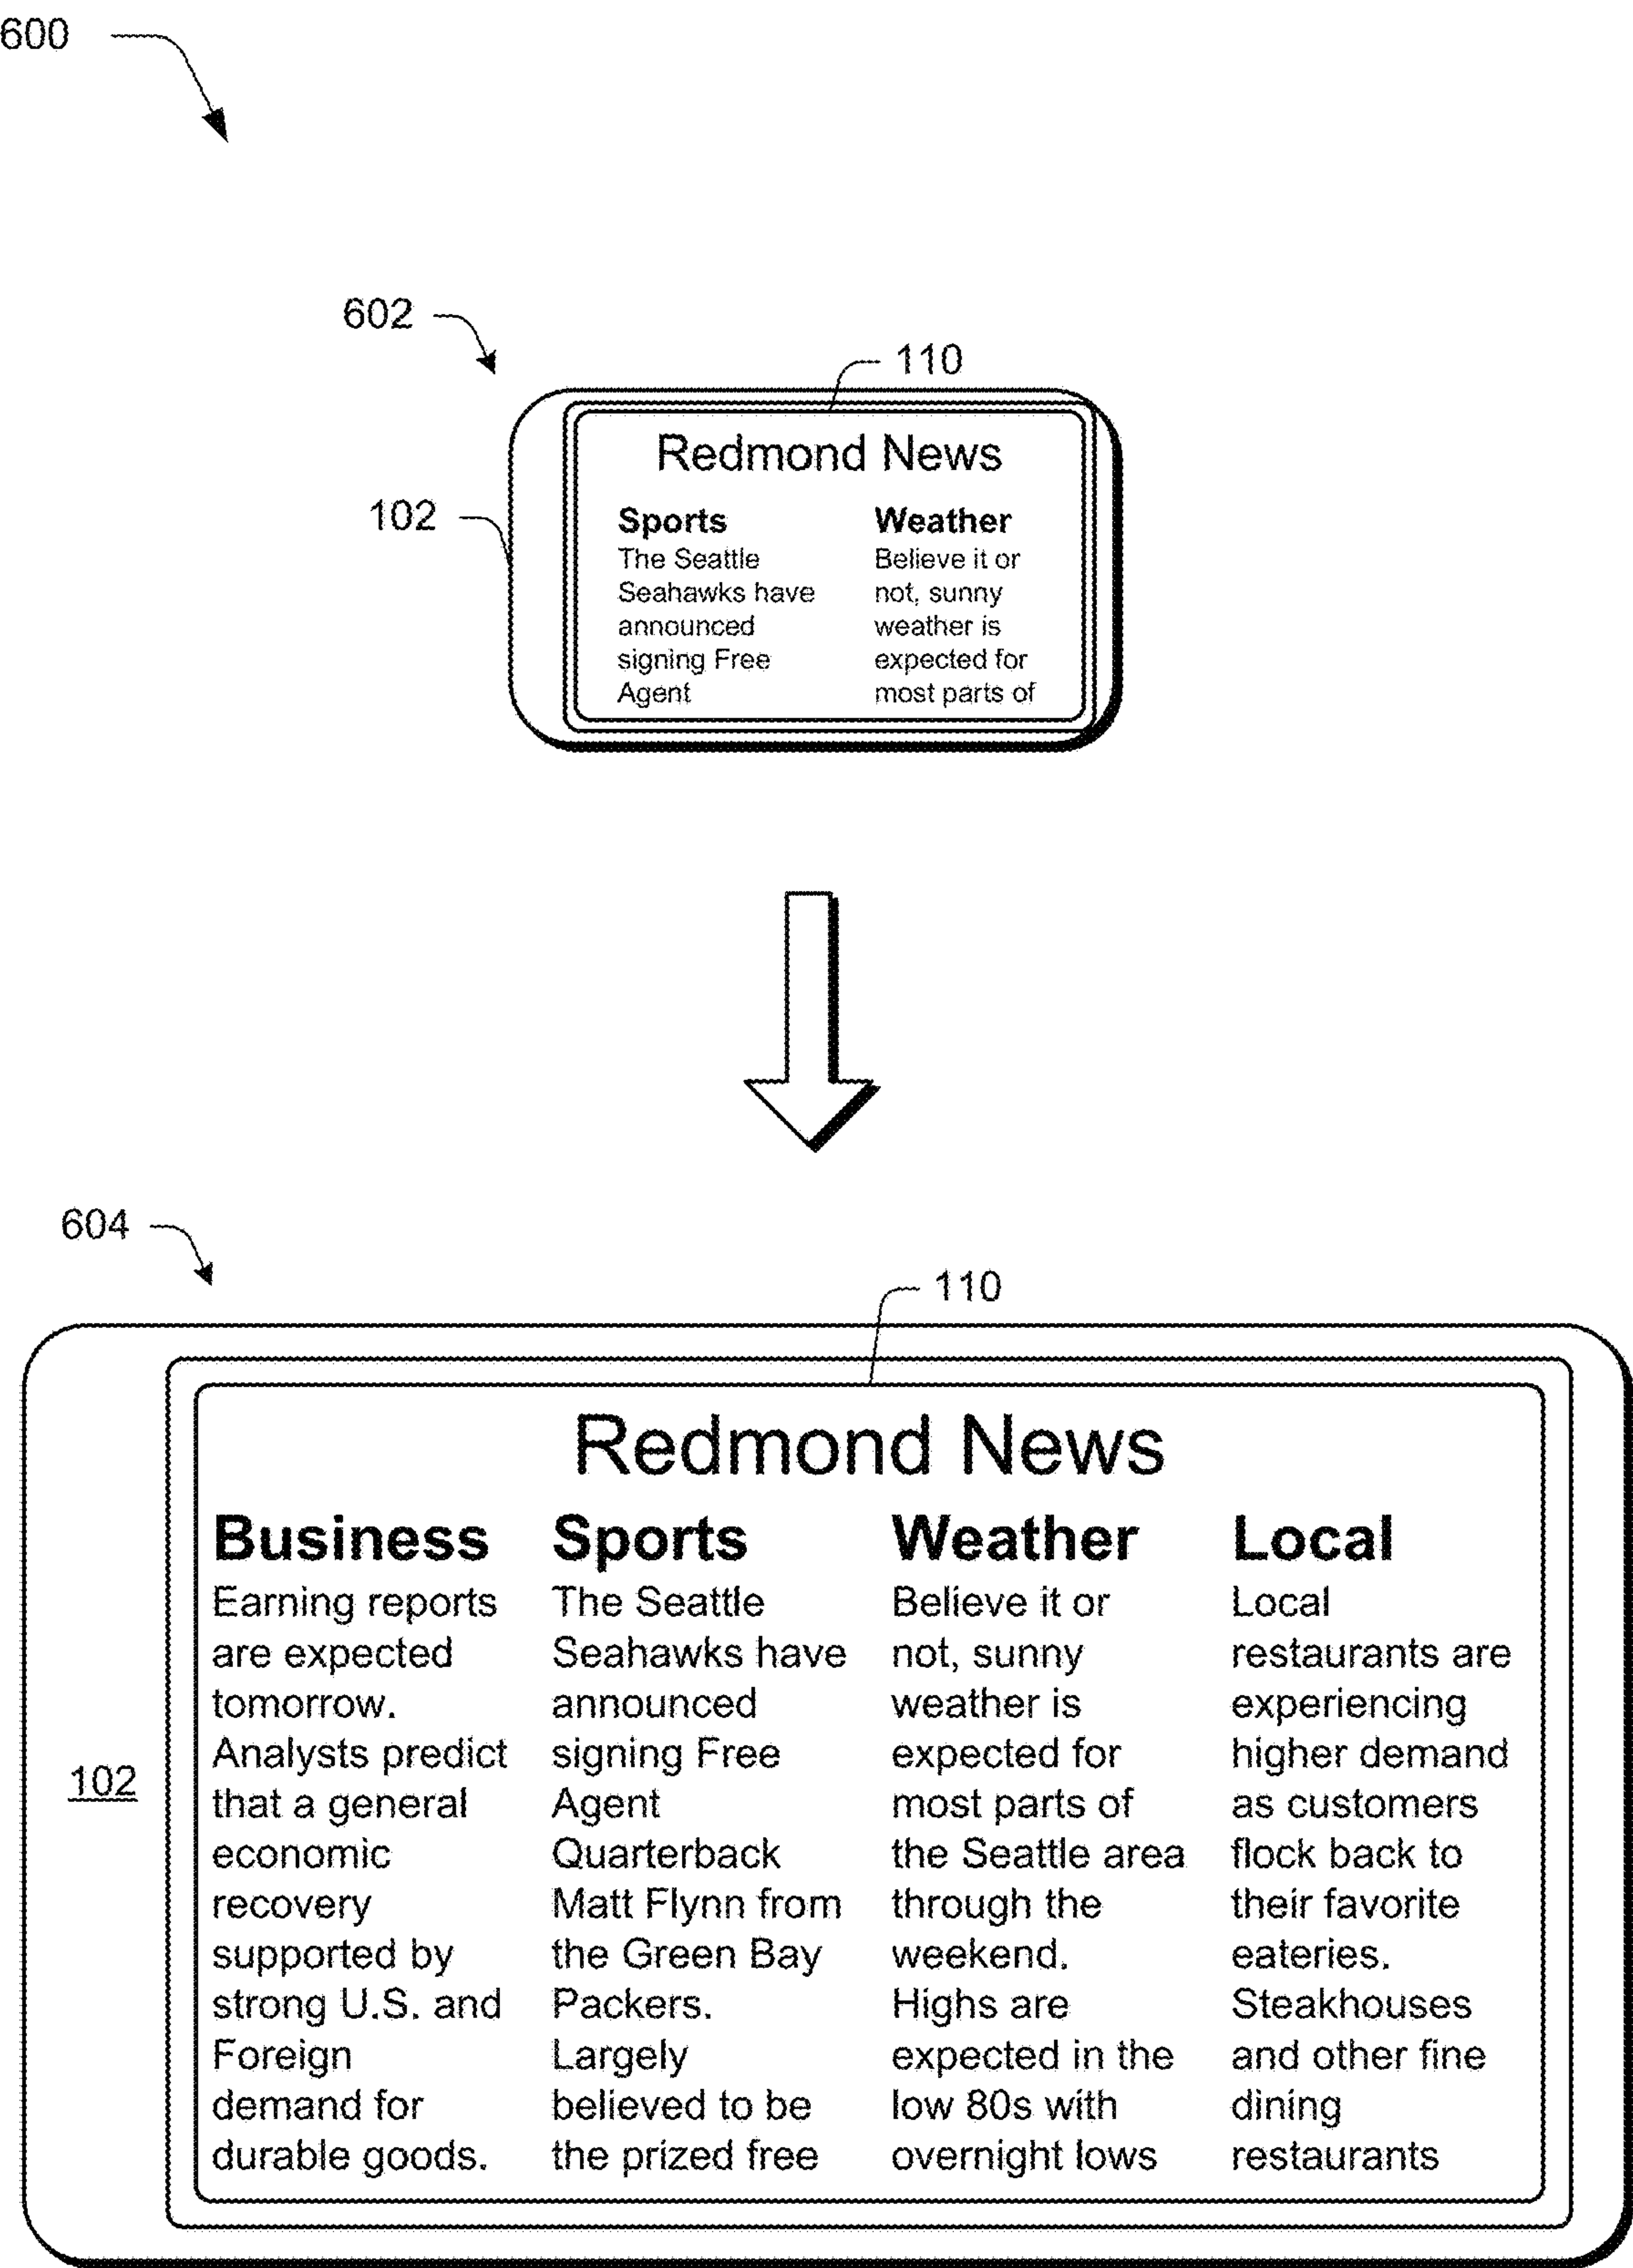 600
602
110
102
Redmond News
Sports
The Seattle
Seahawks have
announced
signing Free
Agent
Weather
Believe it or
not, sunny
weather is
expected for
most parts of
604
110
102
Redmond News
Business
Earning reports
are expected
tomorrow.
Analysts predict
that a general
economic
recovery
supported by
strong U.S. and
Foreign
demand for
durable goods.
Sports
The Seattle
Seahawks have
announced
signing Free
Agent
Quarterback
Matt Flynn from
the Green Bay
Packers.
Largely
believed to be
the prized free
Weather
Believe it or
not, sunny
weather is
expected for
most parts of
the Seattle area
through the
weekend.
Highs are
expected in the
low 80s with
overnight lows
Local
Local
restaurants are
experiencing
higher demand
as customers
flock back to
their favorite
eateries.
Steakhouses
and other fine
dining
restaurants